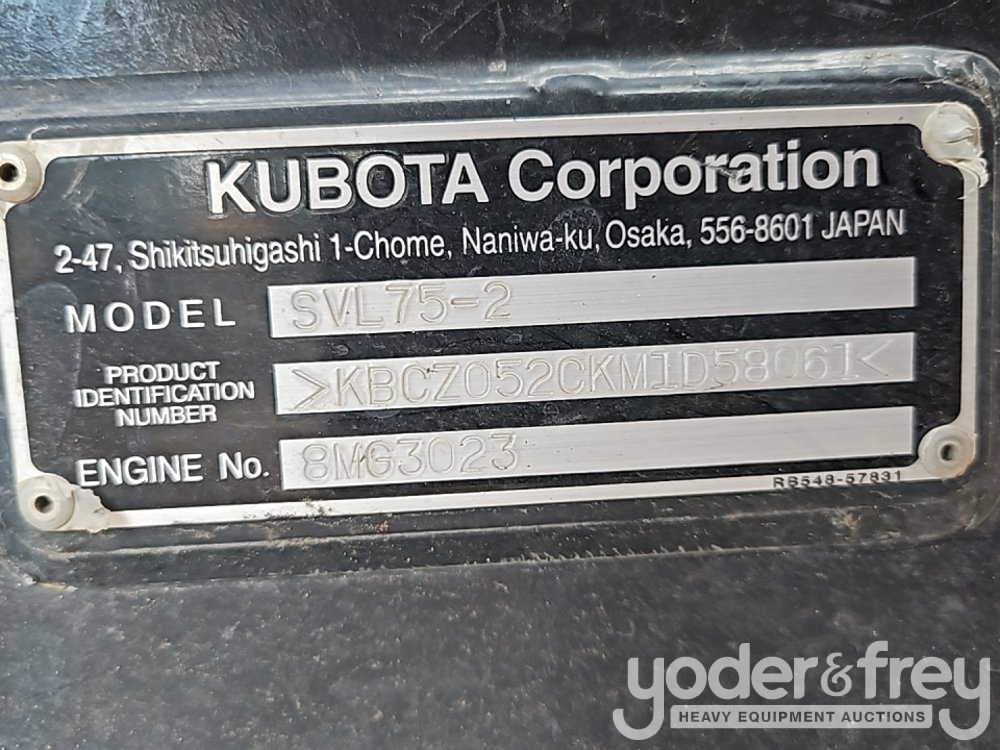 KUBOTA Corporation
2-47, Shikitsuhigashi 1-Chome, Naniwa-ku, Osaka, 556-8601 JAPAN
MODEL SVL75-2
PRODUCT
IDENTIFICATION
NUMBER >KBCZ052CKM1D58061<
ENGINE No. 8MG3023
RB548-57831
yoder&frey
HEAVY EQUIPMENT AUCTIONS